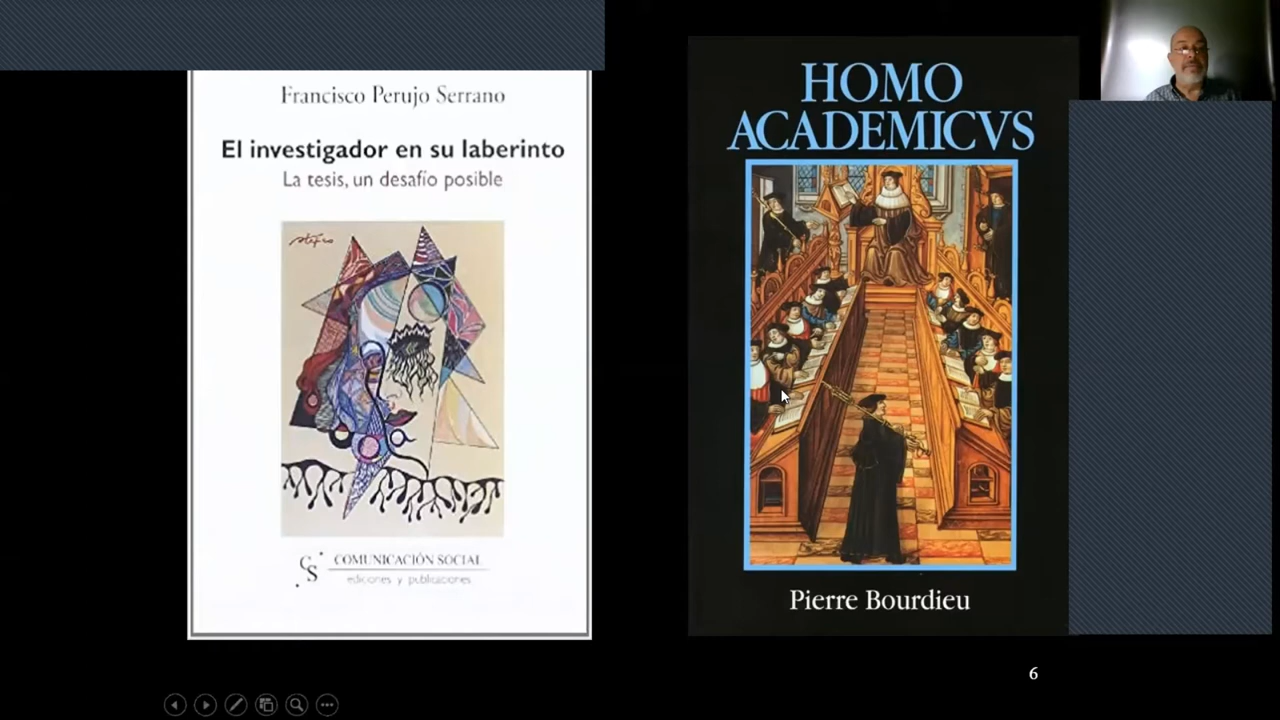 Francisco Perujo Serrano
El investigador en su laberinto
La tesis, un desafío posible
CS
COMUNICACIÓN SOCIAL
ediciones y publicaciones
HOMO
ACADEMICVS
Pierre Bourdieu
6